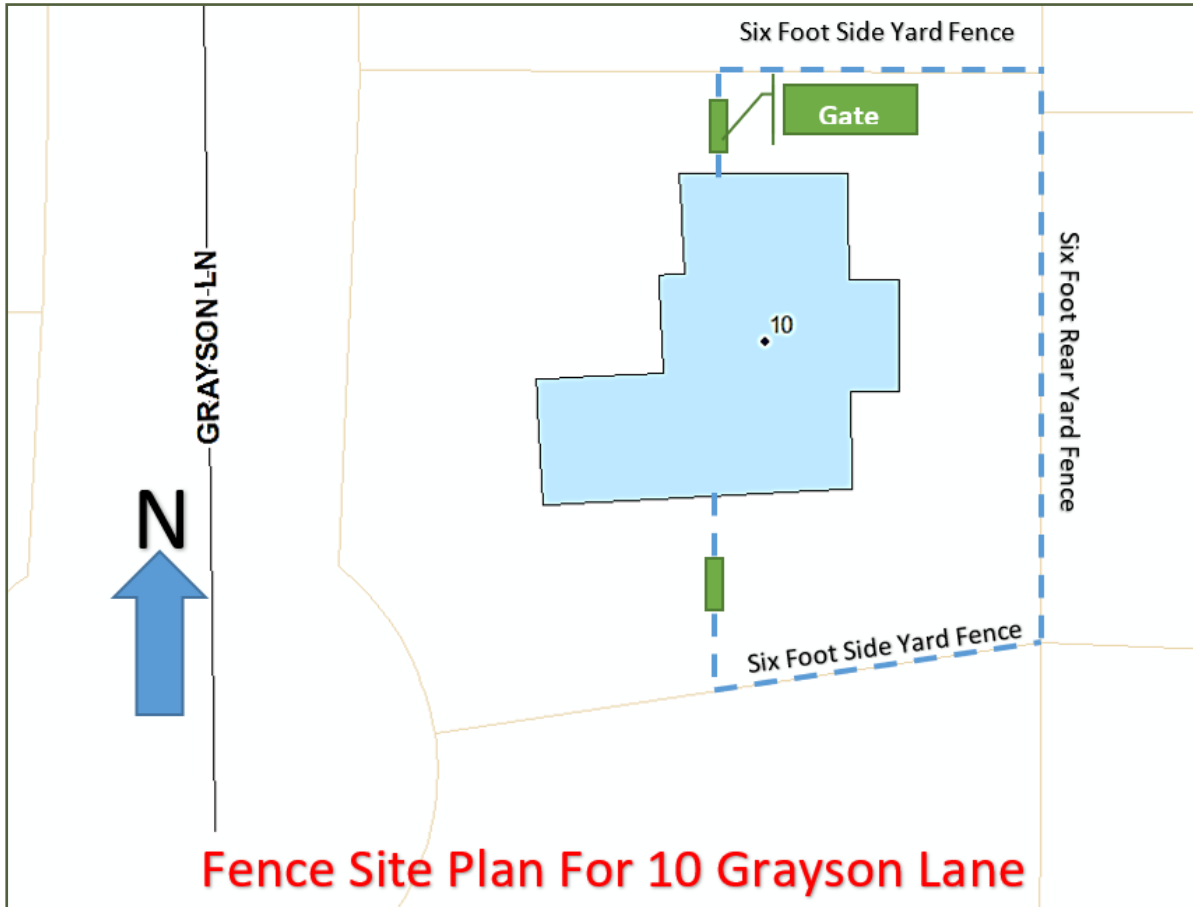 Six Foot Side Yard Fence
Gate
Six Foot Rear Yard Fence
GRAYSON LN
10
N
Six Foot Side Yard Fence
Fence Site Plan For 10 Grayson Lane